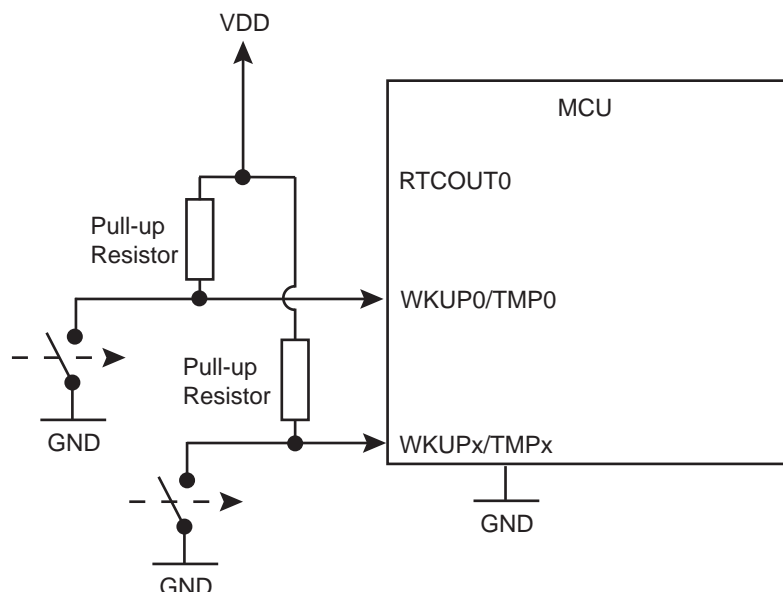 VDD
MCU
RTCOUT0
Pull-up
Resistor
WKUP0/TMP0
Pull-up
Resistor
GND
WKUPx/TMPx
GND
GND